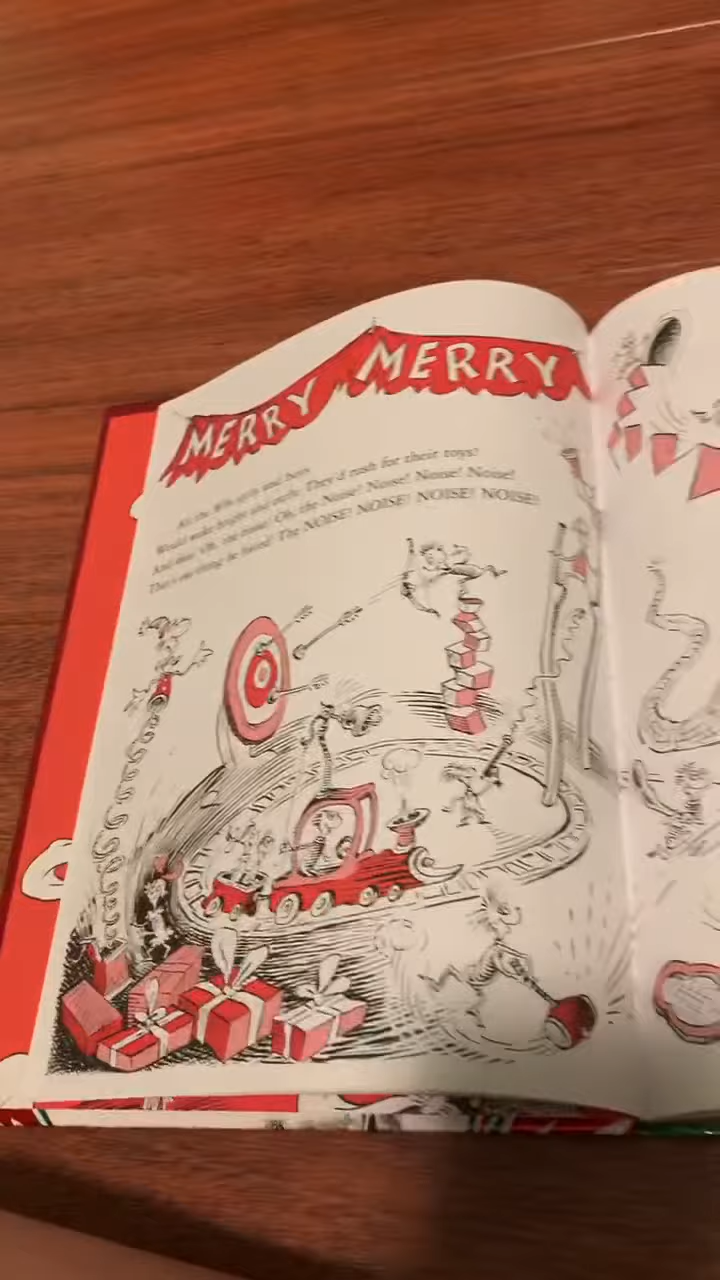 MERRY MERRY
All the Who girls and boys
Would wake bright and early. They'd rush for their toys!
And then! Oh, the noise! Oh, the Noise! Noise! Noise! Noise!
That's one thing he hated! The NOISE! NOISE! NOISE! NOISE!